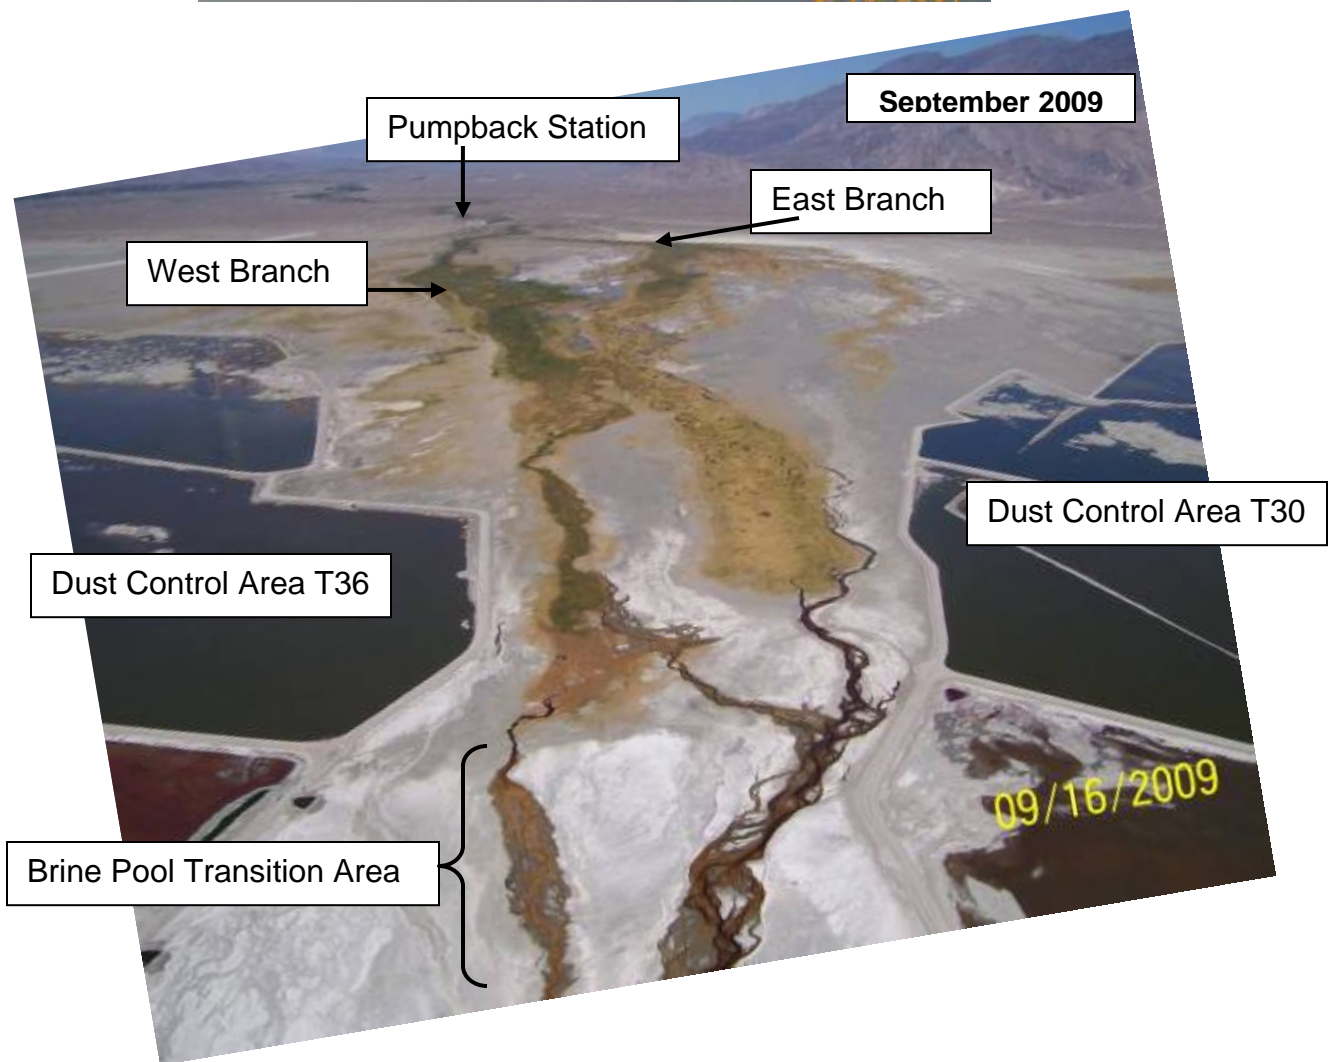 September 2009
Pumpback Station
East Branch
West Branch
Dust Control Area T30
Dust Control Area T36
09/16/2009
Brine Pool Transition Area